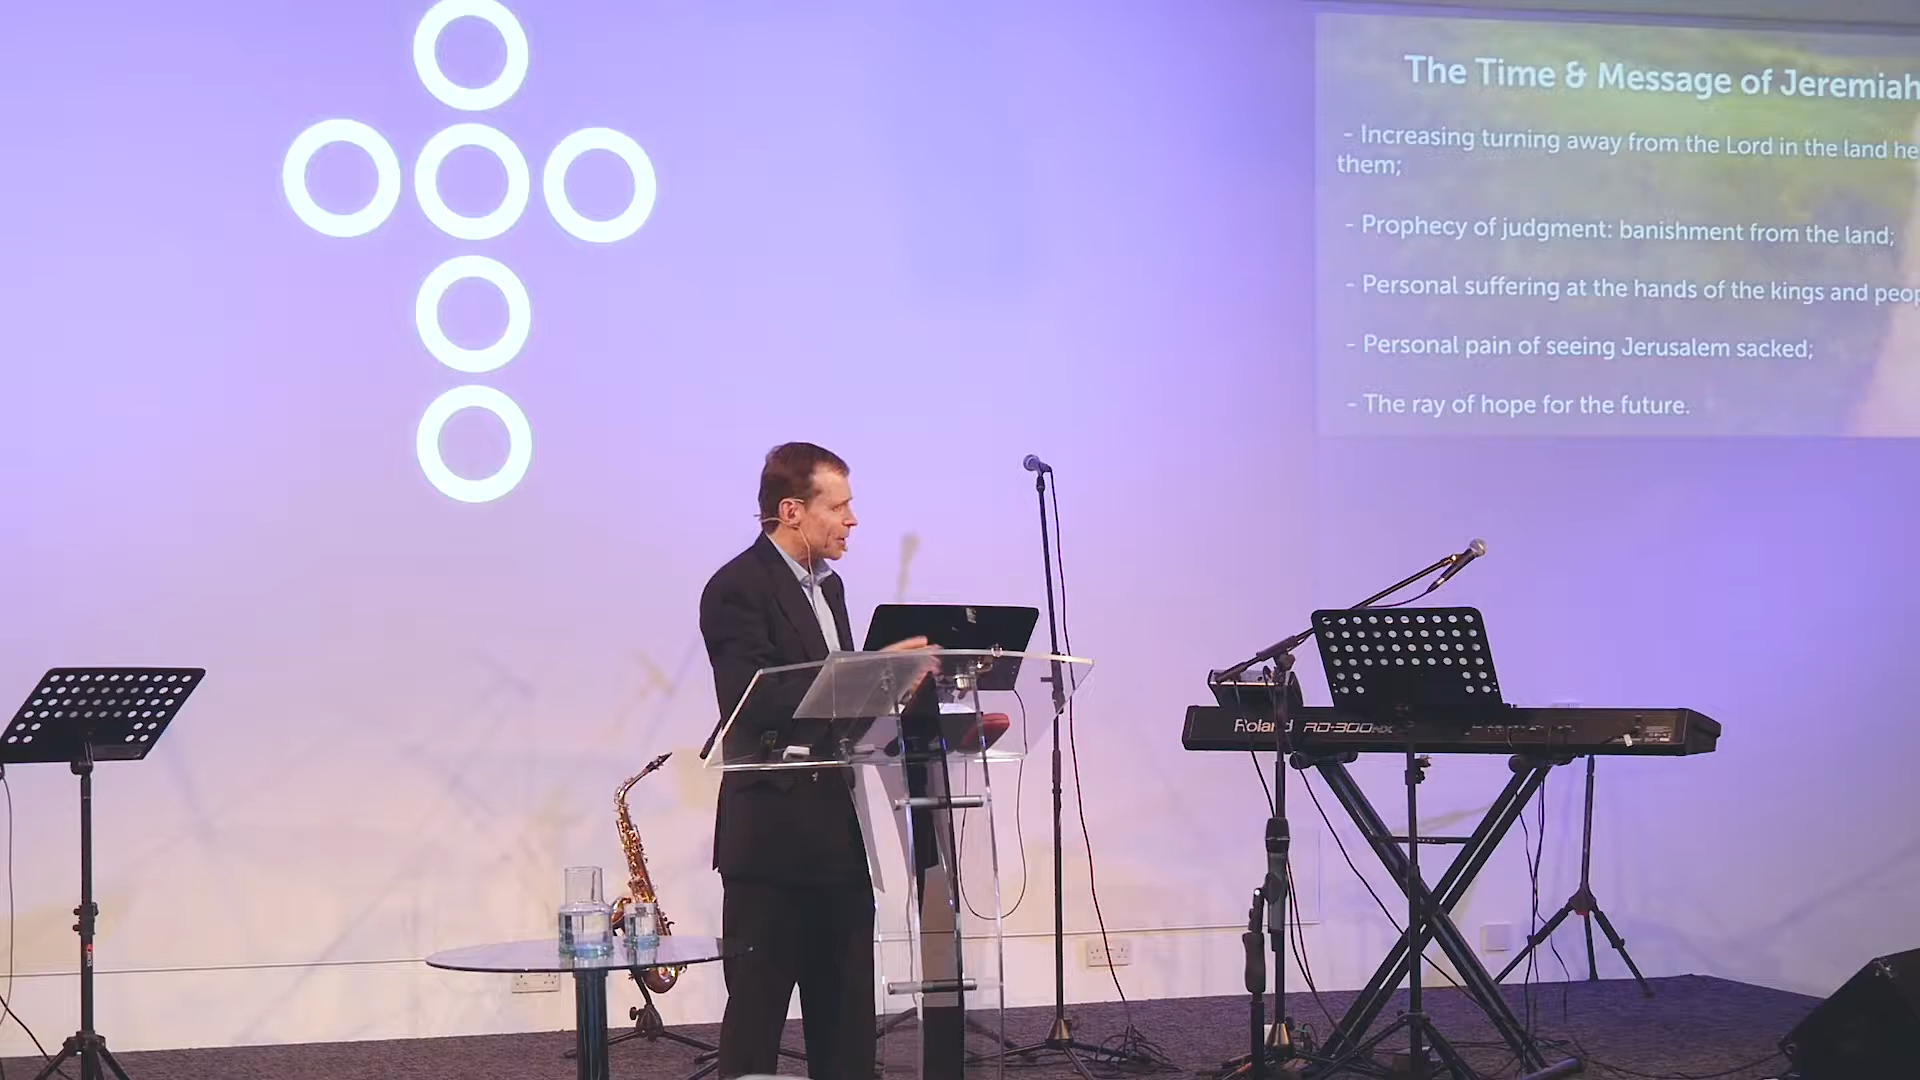 The Time & Message of Jeremiah
- Increasing turning away from the Lord in the land he
them;
- Prophecy of judgment: banishment from the land;
- Personal suffering at the hands of the kings and peop
- Personal pain of seeing Jerusalem sacked;
- The ray of hope for the future.
Roland RD-300NX